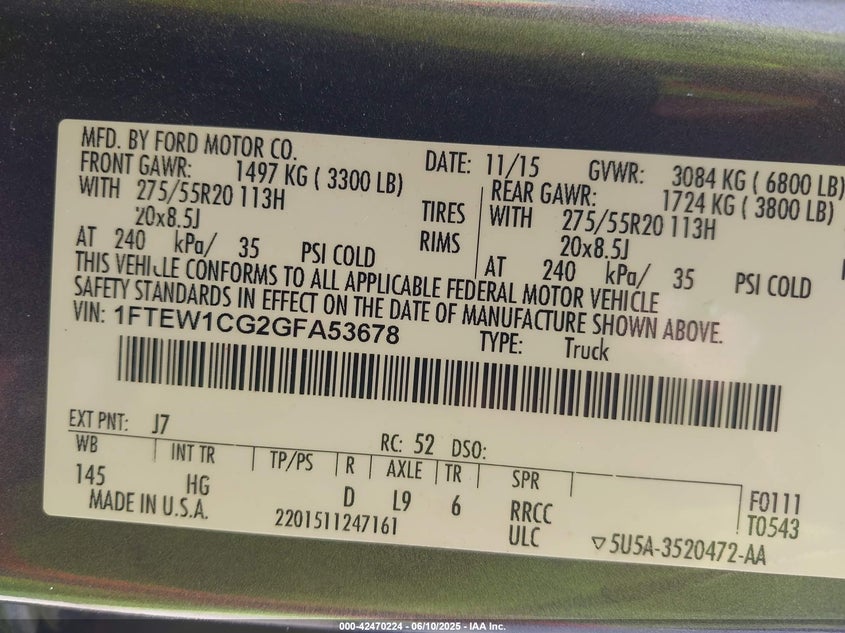 MFD. BY FORD MOTOR CO.
DATE: 11/15 GVWR: 3084 KG ( 6800 LB)
FRONT GAWR: 1497 KG ( 3300 LB)
REAR GAWR: 1724 KG ( 3800 LB)
WITH 275/55R20 113H TIRES
WITH 275/55R20 113H
20x8.5J RIMS
20x8.5J
AT 240 kPa/ 35 PSI COLD
AT 240 kPa/ 35 PSI COLD
THIS VEHICLE CONFORMS TO ALL APPLICABLE FEDERAL MOTOR VEHICLE
SAFETY STANDARDS IN EFFECT ON THE DATE OF MANUFACTURE SHOWN ABOVE.
VIN: 1FTEW1CG2GFA53678 TYPE: Truck
EXT PNT: J7 RC: 52 DSO:
WB INT TR TP/PS R AXLE TR SPR
145 HG D L9 6 RRCC F0111
MADE IN U.S.A. 2201511247161 ULC T0543
▽5U5A-3520472-AA
000-42470224 | 06/10/2025 - IAA Inc.